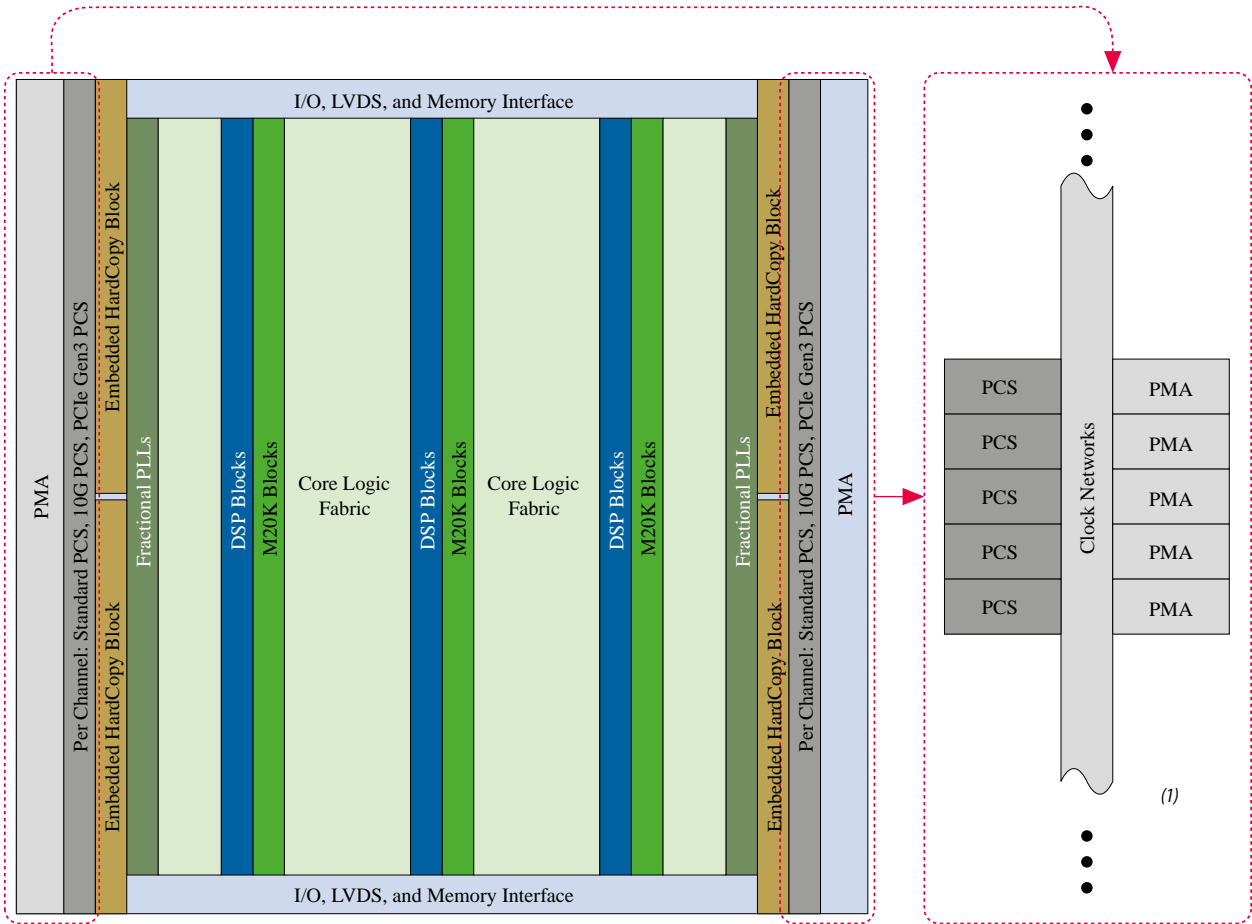 I/O, LVDS, and Memory Interface
PMA
Per Channel: Standard PCS, 10G PCS, PCIe Gen3 PCS
Embedded HardCopy Block
Embedded HardCopy Block
Fractional PLLs
DSP Blocks
M20K Blocks
Core Logic
Fabric
DSP Blocks
M20K Blocks
Core Logic
Fabric
DSP Blocks
M20K Blocks
Fractional PLLs
Embedded HardCopy Block
Embedded HardCopy Block
Per Channel: Standard PCS, 10G PCS, PCIe Gen3 PCS
PMA
I/O, LVDS, and Memory Interface
PCS
PCS
PCS
PCS
PCS
Clock Networks
PMA
PMA
PMA
PMA
PMA
(1)